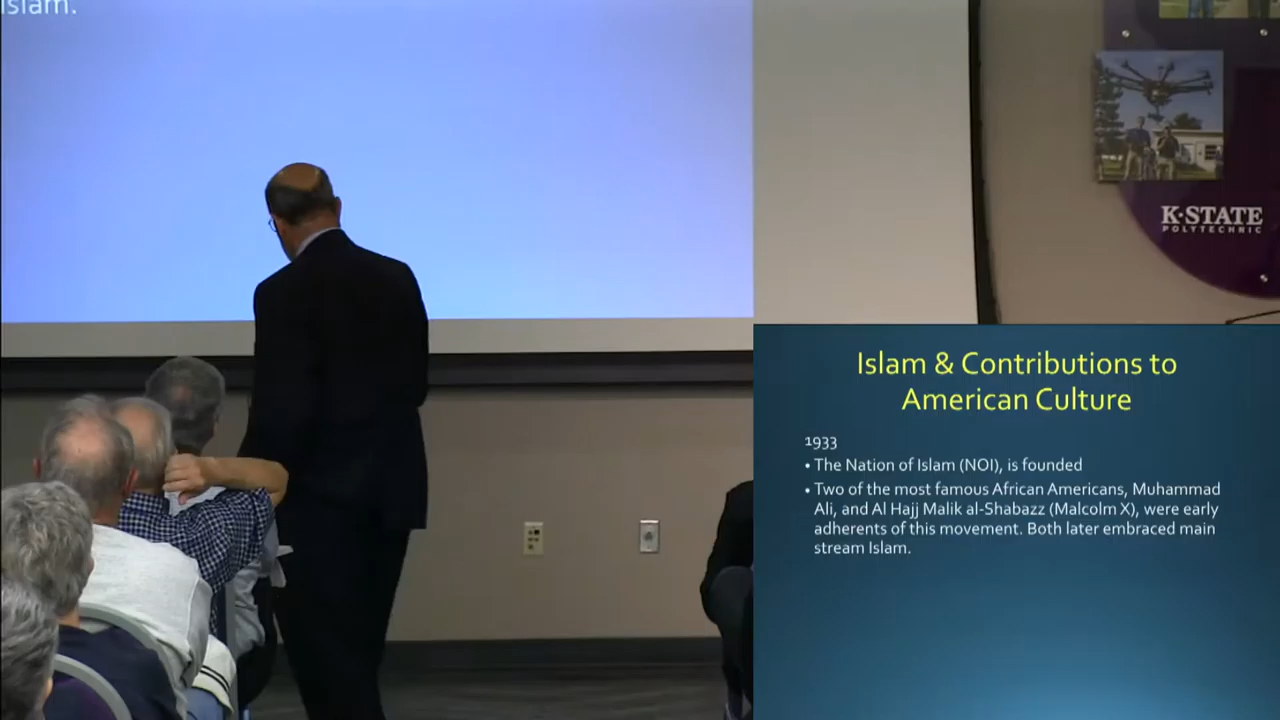 Islam.
K·STATE
POLYTECHNIC
Islam & Contributions to
American Culture
1933
• The Nation of Islam (NOI), is founded
• Two of the most famous African Americans, Muhammad
Ali, and Al Hajj Malik al-Shabazz (Malcolm X), were early
adherents of this movement. Both later embraced main
stream Islam.